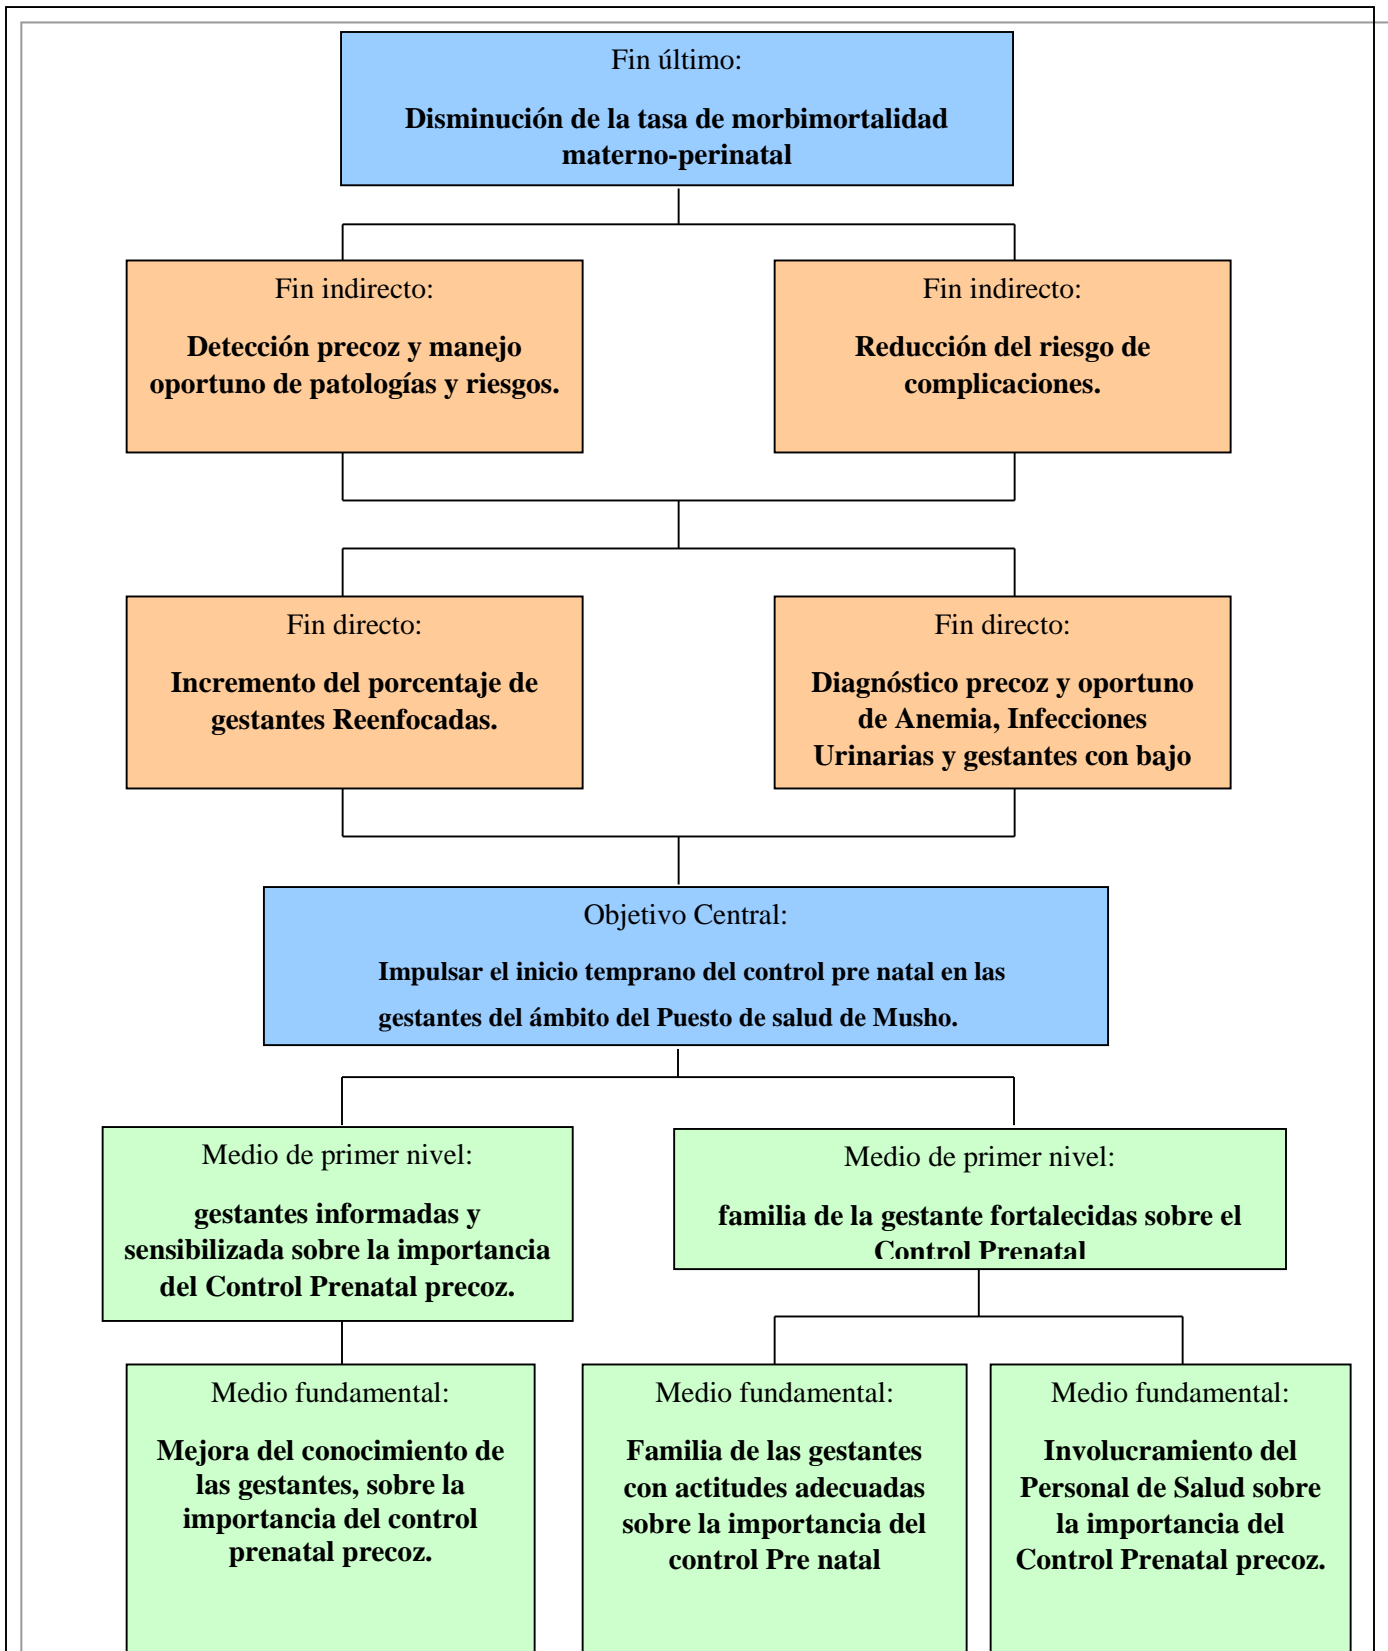 Fin último:
Disminución de la tasa de morbimortalidad
materno-perinatal
Fin indirecto:
Detección precoz y manejo
oportuno de patologías y riesgos.
Fin indirecto:
Reducción del riesgo de
complicaciones.
Fin directo:
Incremento del porcentaje de
gestantes Reenfocadas.
Fin directo:
Diagnóstico precoz y oportuno
de Anemia, Infecciones
Urinarias y gestantes con bajo
Objetivo Central:
Impulsar el inicio temprano del control pre natal en las
gestantes del ámbito del Puesto de salud de Musho.
Medio de primer nivel:
gestantes informadas y
sensibilizada sobre la importancia
del Control Prenatal precoz.
Medio de primer nivel:
familia de la gestante fortalecidas sobre el
Control Prenatal
Medio fundamental:
Mejora del conocimiento de
las gestantes, sobre la
importancia del control
prenatal precoz.
Medio fundamental:
Familia de las gestantes
con actitudes adecuadas
sobre la importancia del
control Pre natal
Medio fundamental:
Involucramiento del
Personal de Salud sobre
la importancia del
Control Prenatal precoz.